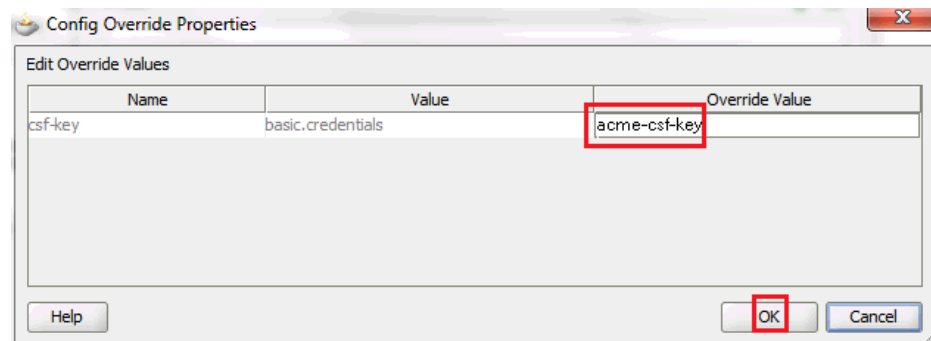 Config Override Properties
Edit Override Values
Name Value Override Value
csf-key basic.credentials acme-csf-key
Help OK Cancel